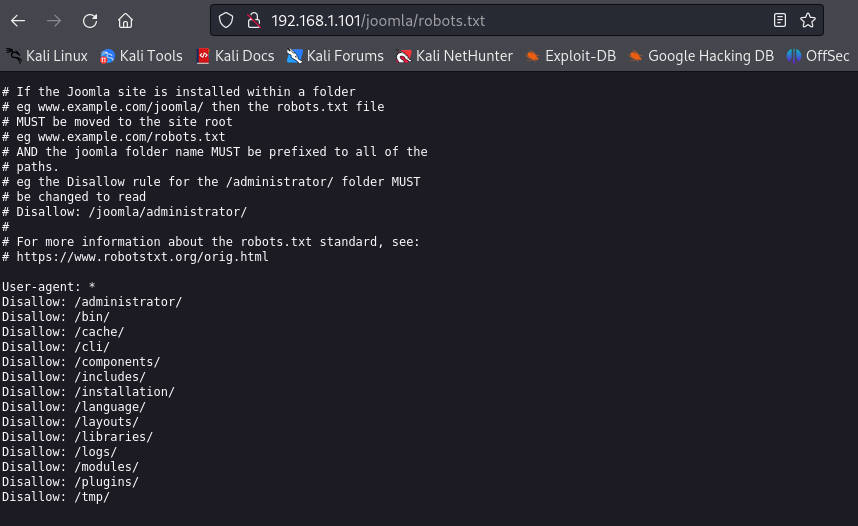 192.168.1.101/joomla/robots.txt
Kali Linux Kali Tools Kali Docs Kali Forums Kali NetHunter Exploit-DB Google Hacking DB OffSec
# If the Joomla site is installed within a folder
# eg www.example.com/joomla/ then the robots.txt file
# MUST be moved to the site root
# eg www.example.com/robots.txt
# AND the joomla folder name MUST be prefixed to all of the
# paths.
# eg the Disallow rule for the /administrator/ folder MUST
# be changed to read
# Disallow: /joomla/administrator/
#
# For more information about the robots.txt standard, see:
# https://www.robotstxt.org/orig.html
User-agent: *
Disallow: /administrator/
Disallow: /bin/
Disallow: /cache/
Disallow: /cli/
Disallow: /components/
Disallow: /includes/
Disallow: /installation/
Disallow: /language/
Disallow: /layouts/
Disallow: /libraries/
Disallow: /logs/
Disallow: /modules/
Disallow: /plugins/
Disallow: /tmp/